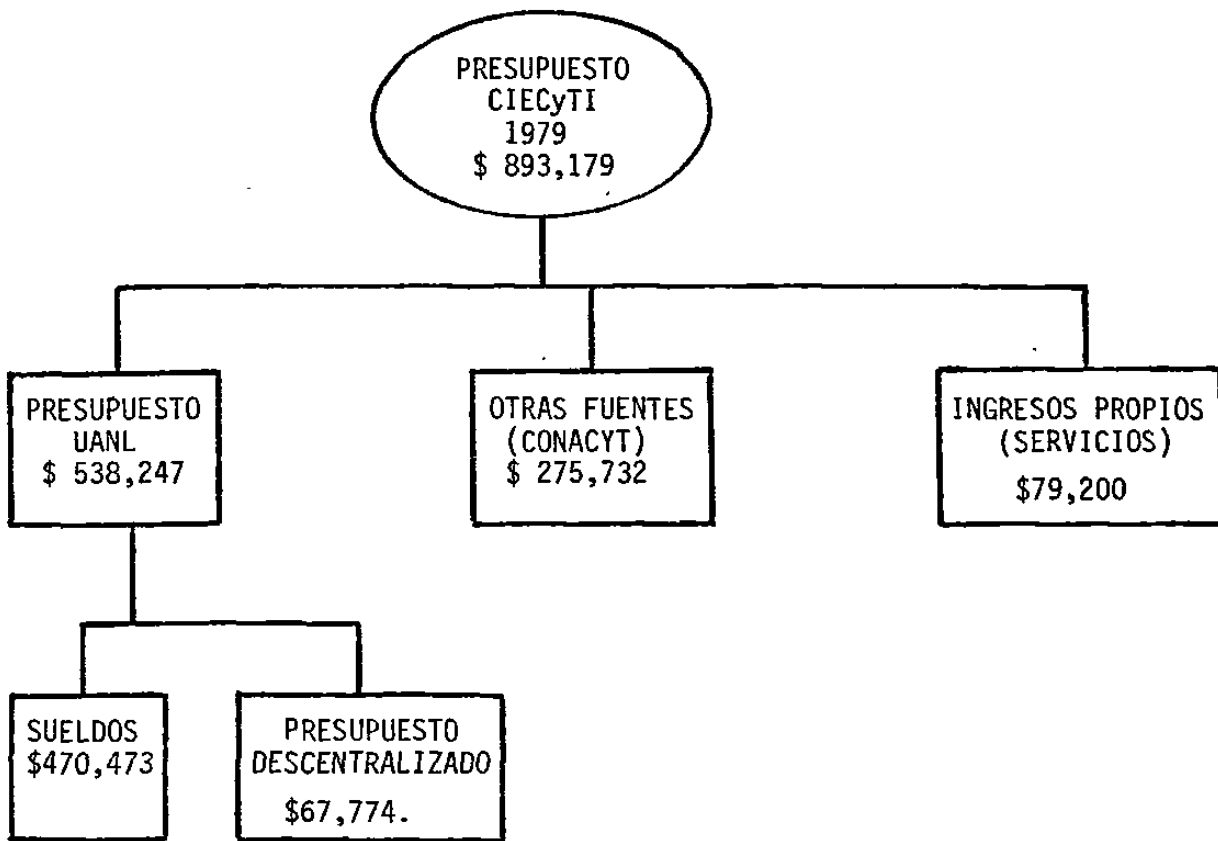 PRESUPUESTO
CIECyTI
1979
$ 893,179
PRESUPUESTO
UANL
$ 538,247
OTRAS FUENTES
(CONACYT)
$ 275,732
INGRESOS PROPIOS
(SERVICIOS)
$79,200
SUELDOS
$470,473
PRESUPUESTO
DESCENTRALIZADO
$67,774.